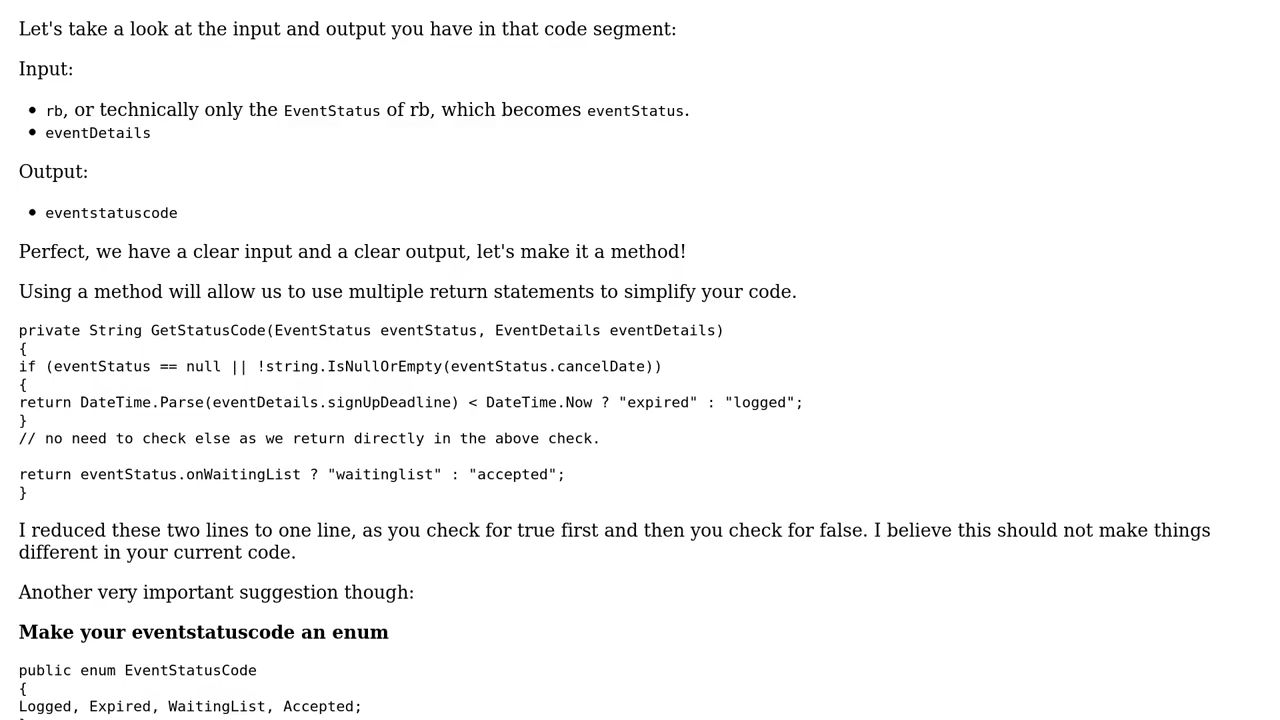 Let's take a look at the input and output you have in that code segment:
Input:
rb, or technically only the EventStatus of rb, which becomes eventStatus.
eventDetails
Output:
eventstatuscode
Perfect, we have a clear input and a clear output, let's make it a method!
Using a method will allow us to use multiple return statements to simplify your code.
private String GetStatusCode(EventStatus eventStatus, EventDetails eventDetails)
{
if (eventStatus == null || !string.IsNullOrEmpty(eventStatus.cancelDate))
{
return DateTime.Parse(eventDetails.signUpDeadline) < DateTime.Now ? "expired" : "logged";
}
// no need to check else as we return directly in the above check.
return eventStatus.onWaitingList ? "waitinglist" : "accepted";
}
I reduced these two lines to one line, as you check for true first and then you check for false. I believe this should not make things
different in your current code.
Another very important suggestion though:
Make your eventstatuscode an enum
public enum EventStatusCode
{
Logged, Expired, WaitingList, Accepted;